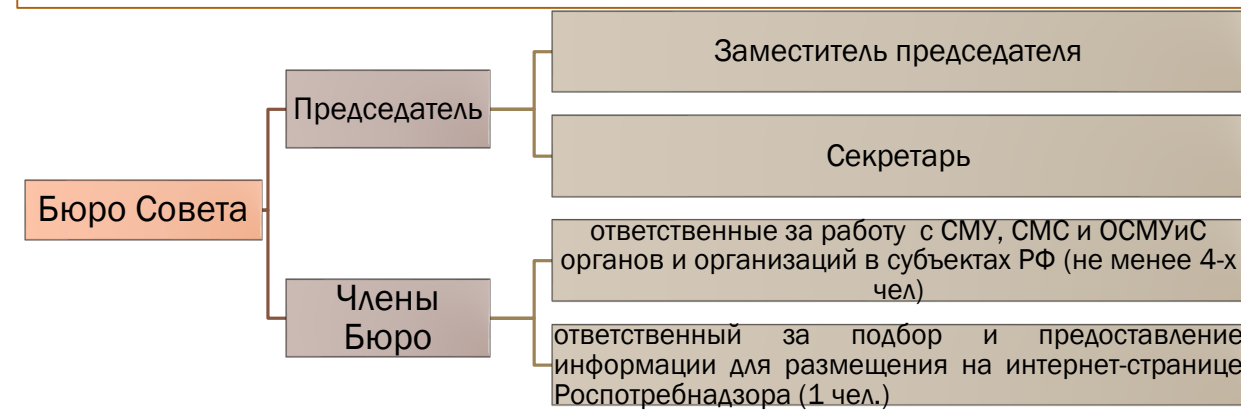 Бюро Совета
Председатель
Заместитель председателя
Секретарь
Члены
Бюро
ответственные за работу с СМУ, СМС и ОСМУиС
органов и организаций в субъектах РФ (не менее 4-х
чел)
ответственный за подбор и предоставление
информации для размещения на интернет-странице
Роспотребнадзора (1 чел.)